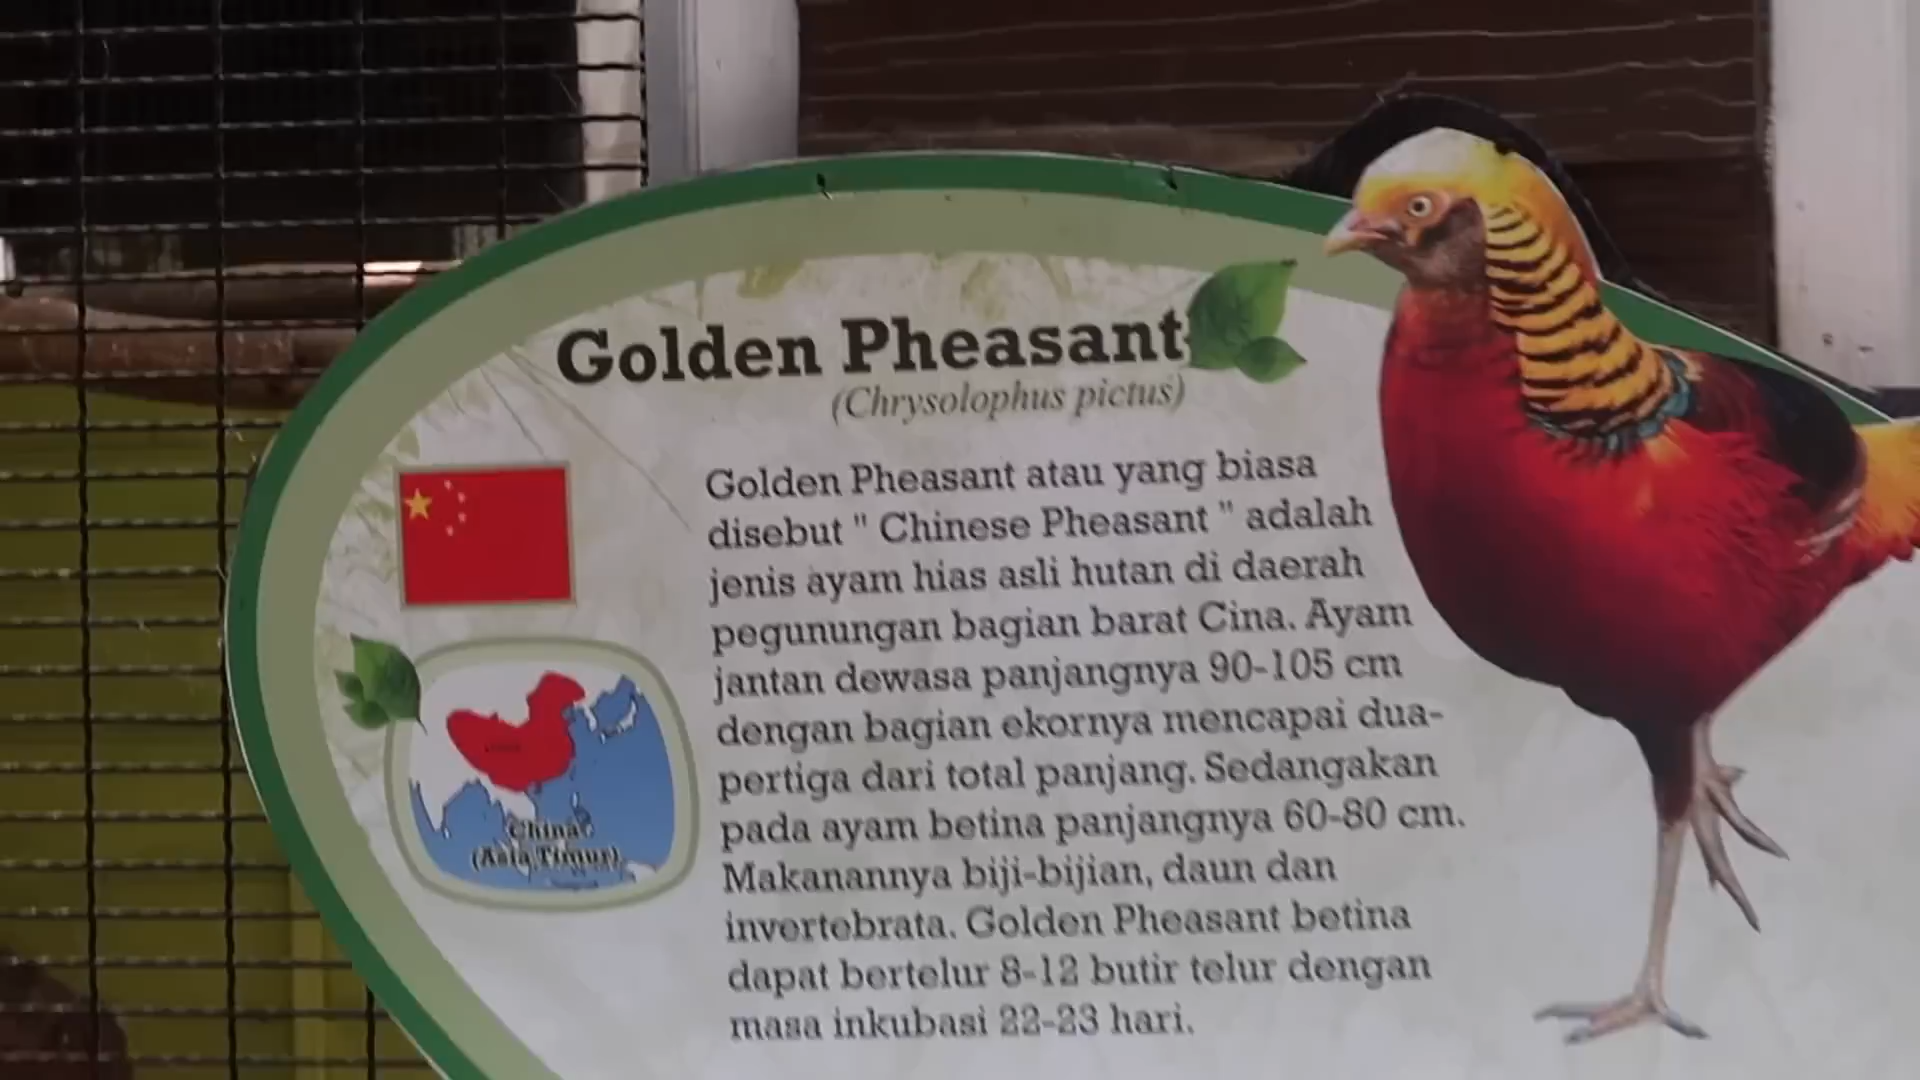 Golden Pheasant
(Chrysolophus pictus)
Golden Pheasant atau yang biasa
disebut " Chinese Pheasant " adalah
jenis ayam hias asli hutan di daerah
pegunungan bagian barat Cina. Ayam
jantan dewasa panjangnya 90-105 cm
dengan bagian ekornya mencapai dua-
pertiga dari total panjang. Sedangakan
pada ayam betina panjangnya 60-80 cm.
Makanannya biji-bijian, daun dan
invertebrata. Golden Pheasant betina
dapat bertelur 8-12 butir telur dengan
masa inkubasi 22-23 hari.
China
(Asia Timur)